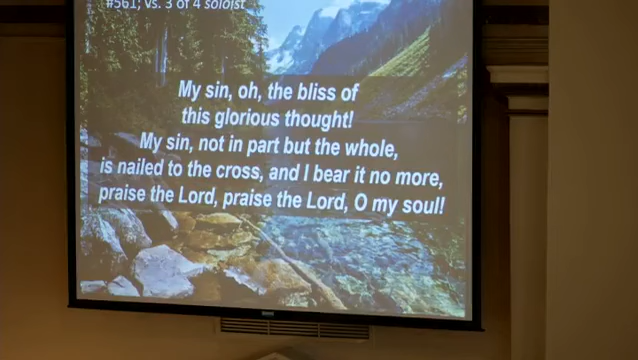 #561; vs. 3 of 4 soloist
My sin, oh, the bliss of
this glorious thought!
My sin, not in part but the whole,
is nailed to the cross, and I bear it no more,
praise the Lord, praise the Lord, O my soul!